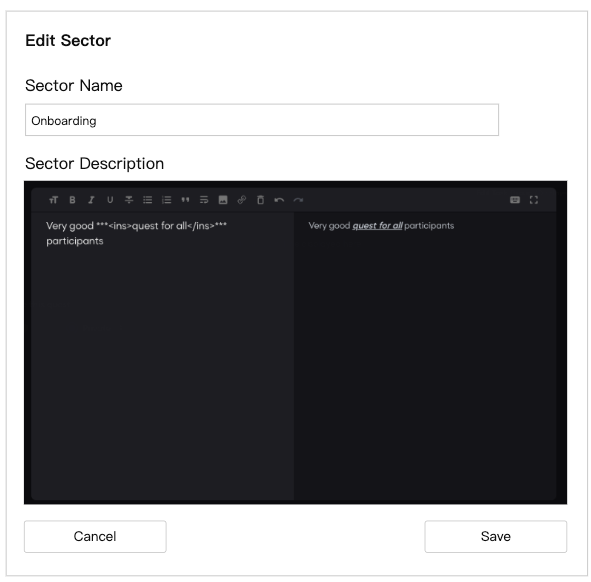 Edit Sector
Sector Name
Onboarding
Sector Description
Very good ***<ins>quest for all</ins>***
participants
Very good quest for all participants
Cancel
Save